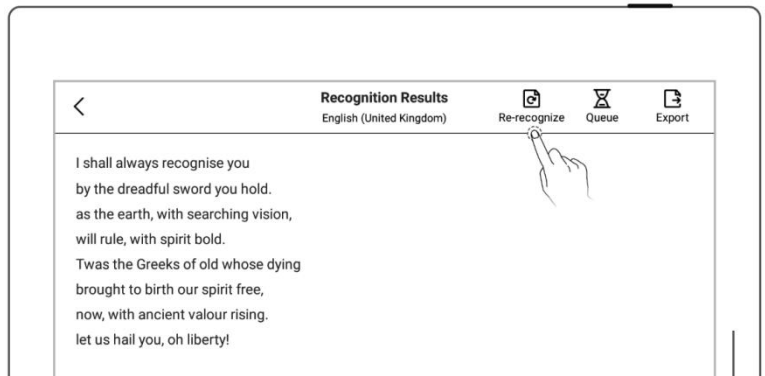 Recognition Results
English (United Kingdom)
Re-recognize
Queue
Export
I shall always recognise you
by the dreadful sword you hold.
as the earth, with searching vision,
will rule, with spirit bold.
Twas the Greeks of old whose dying
brought to birth our spirit free,
now, with ancient valour rising.
let us hail you, oh liberty!